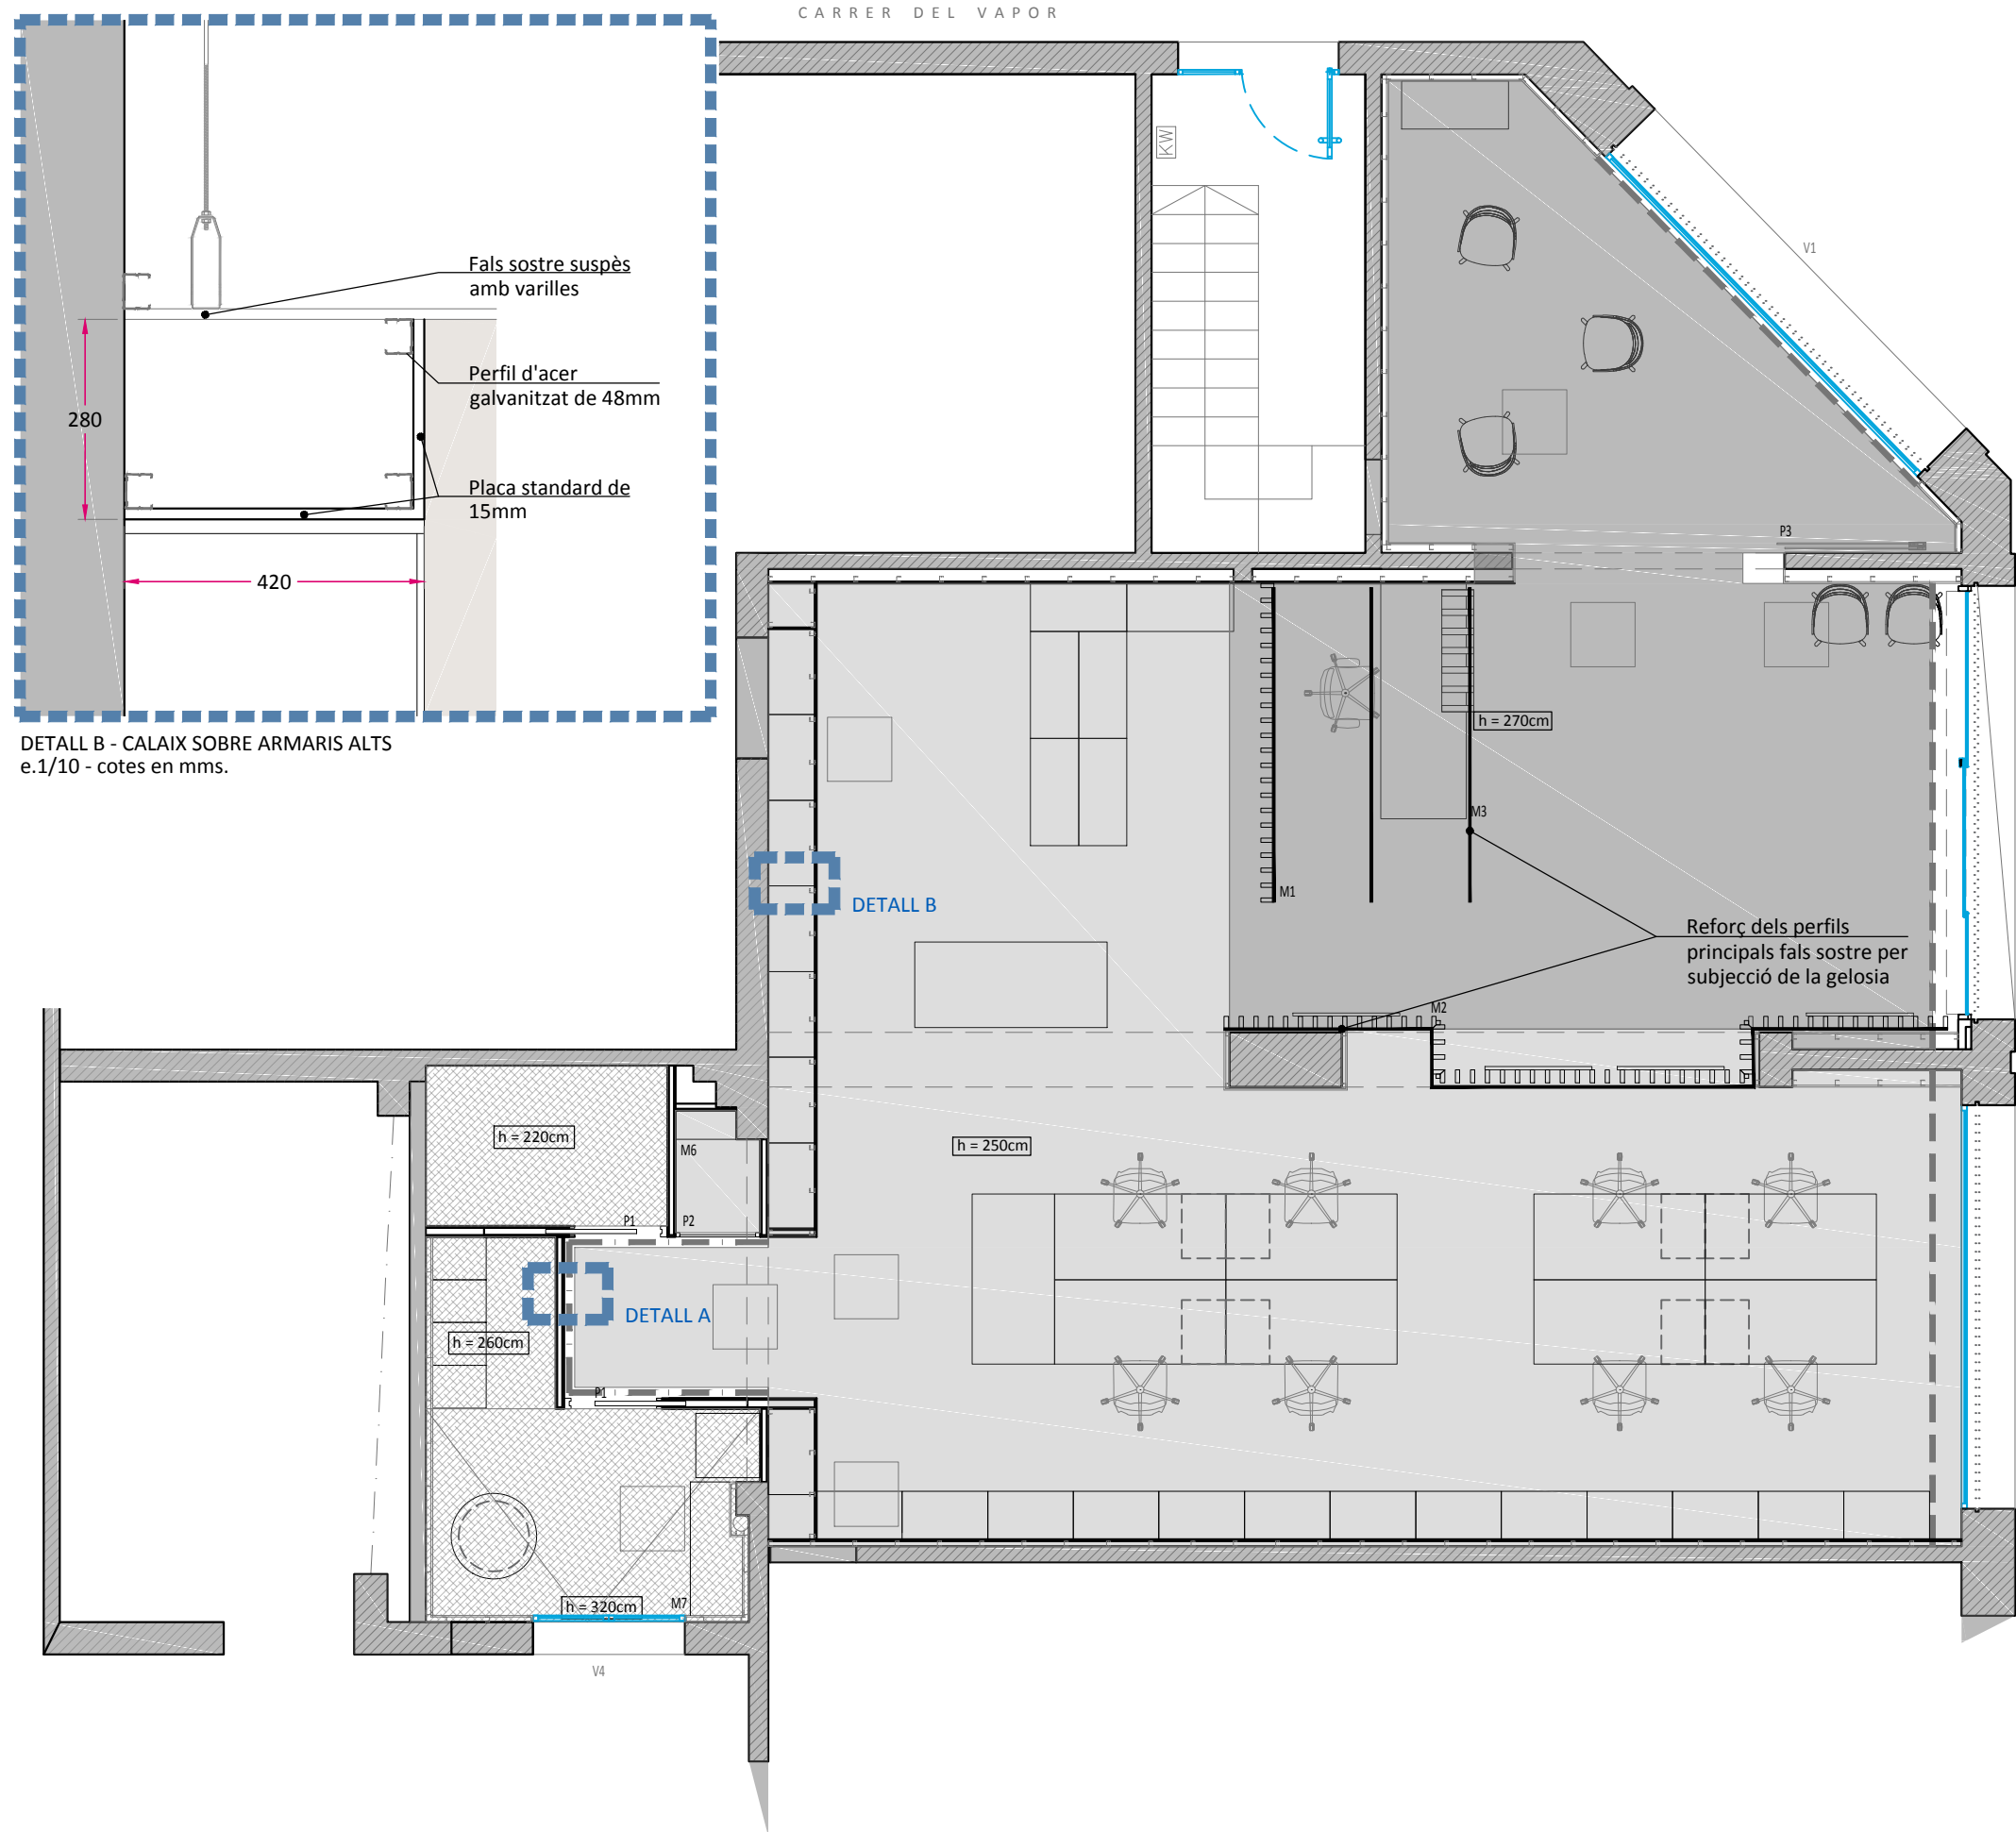 CARRER DEL VAPOR
Fals sostre suspès
amb varilles
Perfil d'acer
galvanitzat de 48mm
280
Placa standard de
15mm
420
DETALL B - CALAIX SOBRE ARMARIS ALTS
e.1/10 - cotes en mms.
KW
V1
P3
h = 270cm
M3
M1
DETALL B
Reforç dels perfils
principals fals sostre per
subjecció de la gelosia
M2
h = 220cm
M6
h = 250cm
P1
P2
DETALL A
h = 260cm
P1
h = 320cm
M7
V4